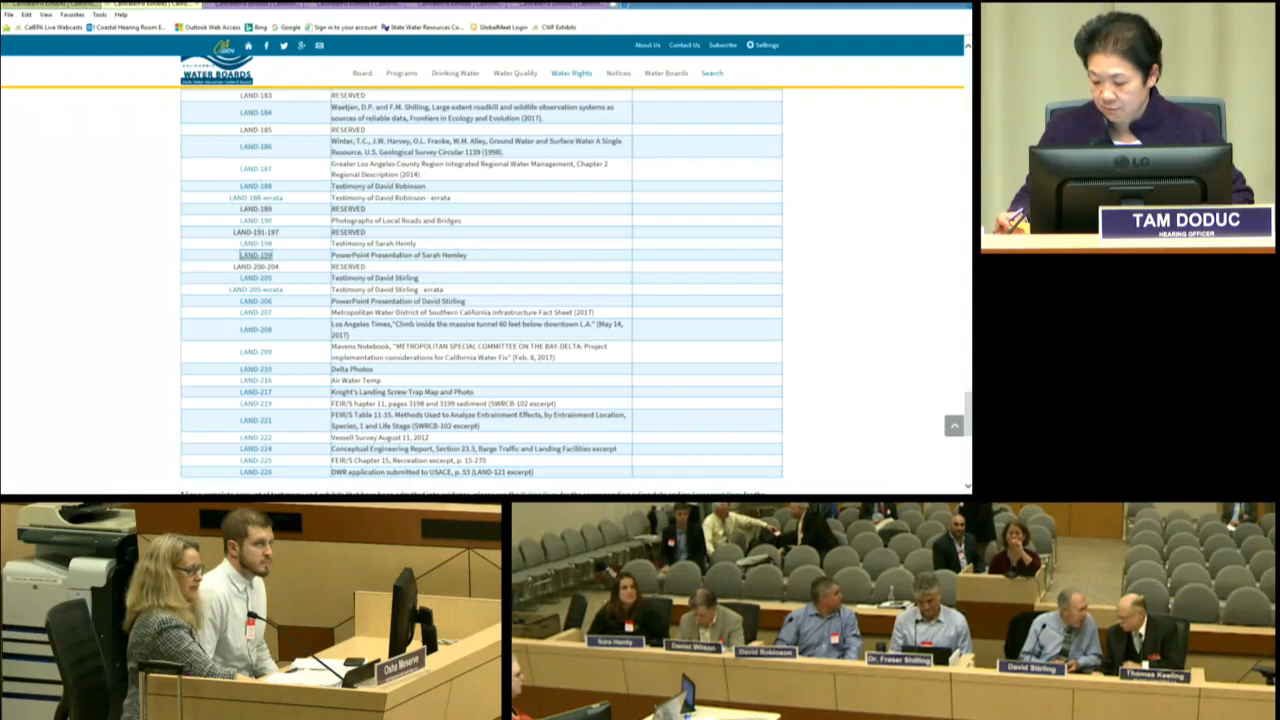 File Edit View Favorites Tools Help
CalEPA Live Webcasts Coastal Hearing Room E... Outlook Web Access Bing Google Sign in to your account State Water Resources Co... GlobalMeet Login CWF Exhibits
CA.GOV
CALIFORNIA
WATER BOARDS
About Us Contact Us Subscribe Settings
Board Programs Drinking Water Water Quality Water Rights Notices Water Boards Search
LAND-183 RESERVED
LAND-184 Waetjen, D.P. and F.M. Shilling, Large extent roadkill and wildlife observation systems as
sources of reliable data, Frontiers in Ecology and Evolution (2017).
LAND-185 RESERVED
LAND-186 Winter, T.C., J.W. Harvey, O.L. Franke, W.M. Alley, Ground Water and Surface Water A Single
Resource. U.S. Geological Survey Circular 1139 (1998).
LAND-187 Greater Los Angeles County Region Integrated Regional Water Management, Chapter 2
Regional Description (2014).
LAND-188 Testimony of David Robinson
LAND-188-errata Testimony of David Robinson - errata
LAND-189 RESERVED
LAND-190 Photographs of Local Roads and Bridges
LAND-191-197 RESERVED
LAND-198 Testimony of Sarah Hemly
LAND-199 PowerPoint Presentation of Sarah Hemley
LAND-200-204 RESERVED
LAND-205 Testimony of David Stirling
LAND-205-errata Testimony of David Stirling - errata
LAND-206 PowerPoint Presentation of David Stirling
LAND-207 Metropolitan Water District of Southern California Infrastructure Fact Sheet (2017)
LAND-208 Los Angeles Times,"Climb inside the massive tunnel 60 feet below downtown L.A." (May 14,
2017)
LAND-209 Mavens Notebook, "METROPOLITAN SPECIAL COMMITTEE ON THE BAY-DELTA: Project
implementation considerations for California Water Fix" (Feb. 8, 2017)
LAND-210 Delta Photos
LAND-216 Air Water Temp
LAND-217 Knight's Landing Screw Trap Map and Photo
LAND-219 FEIR/S hapter 11, pages 3198 and 3199 sediment (SWRCB-102 excerpt)
LAND-221 FEIR/S Table 11-15. Methods Used to Analyze Entrainment Effects, by Entrainment Location,
Species, 1 and Life Stage (SWRCB-102 excerpt)
LAND-222 Vessell Survey August 11, 2012
LAND-224 Conceptual Engineering Report, Section 23.3, Barge Traffic and Landing Facilities excerpt
LAND-225 FEIR/S Chapter 15, Recreation excerpt, p. 15-270
LAND-226 DWR application submitted to USACE, p. 53 (LAND-121 excerpt)
LG
TAM DODUC
HEARING OFFICER
Osha Meserve
Sara Hemly
Daniel Wilson
David Robinson
Dr. Fraser Shilling
David Stirling
Thomas Keeling